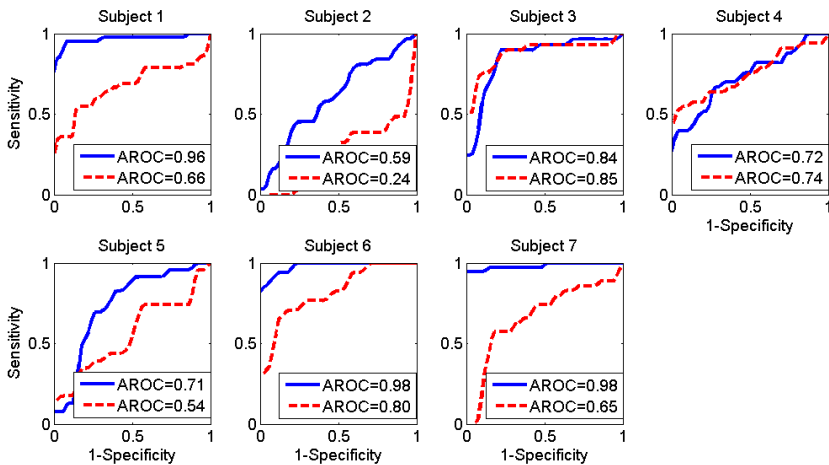 Subject 1
Subject 2
Subject 3
Subject 4
Sensitivity
1
0.5
0
AROC=0.96
AROC=0.66
0
0.5
1
1
0.5
0
AROC=0.59
AROC=0.24
0
0.5
1
1
0.5
0
AROC=0.84
AROC=0.85
0
0.5
1
1
0.5
0
AROC=0.72
AROC=0.74
0
0.5
1
1-Specificity
Subject 5
Subject 6
Subject 7
Sensitivity
1
0.5
0
AROC=0.71
AROC=0.54
0
0.5
1
1-Specificity
1
0.5
0
AROC=0.98
AROC=0.80
0
0.5
1
1-Specificity
1
0.5
0
AROC=0.98
AROC=0.65
0
0.5
1
1-Specificity